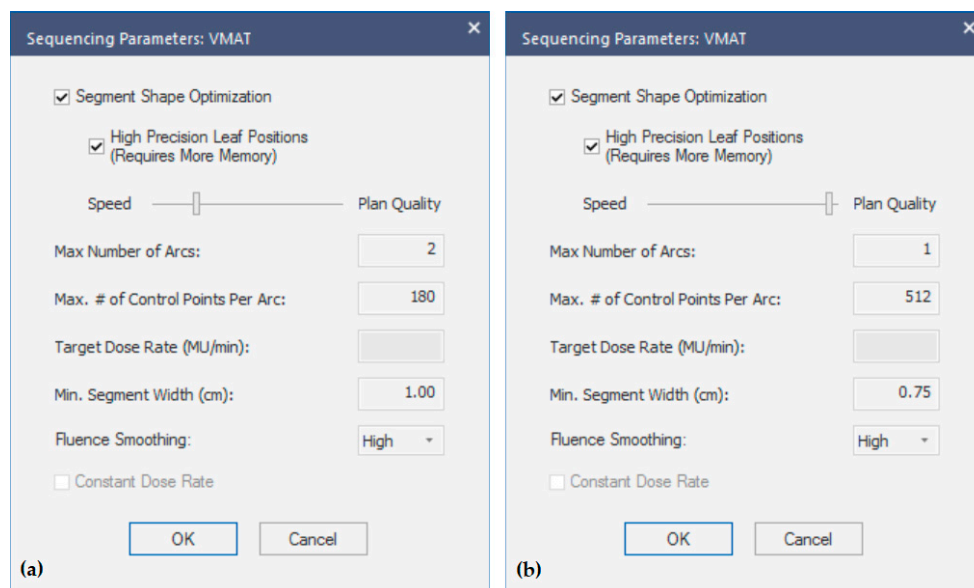 Sequencing Parameters: VMAT
Segment Shape Optimization
High Precision Leaf Positions
(Requires More Memory)
Speed Plan Quality
Max Number of Arcs: 2
Max. # of Control Points Per Arc: 180
Target Dose Rate (MU/min):
Min. Segment Width (cm): 1.00
Fluence Smoothing: High
Constant Dose Rate
OK Cancel
(a)
Sequencing Parameters: VMAT
Segment Shape Optimization
High Precision Leaf Positions
(Requires More Memory)
Speed Plan Quality
Max Number of Arcs: 1
Max. # of Control Points Per Arc: 512
Target Dose Rate (MU/min):
Min. Segment Width (cm): 0.75
Fluence Smoothing: High
Constant Dose Rate
OK Cancel
(b)